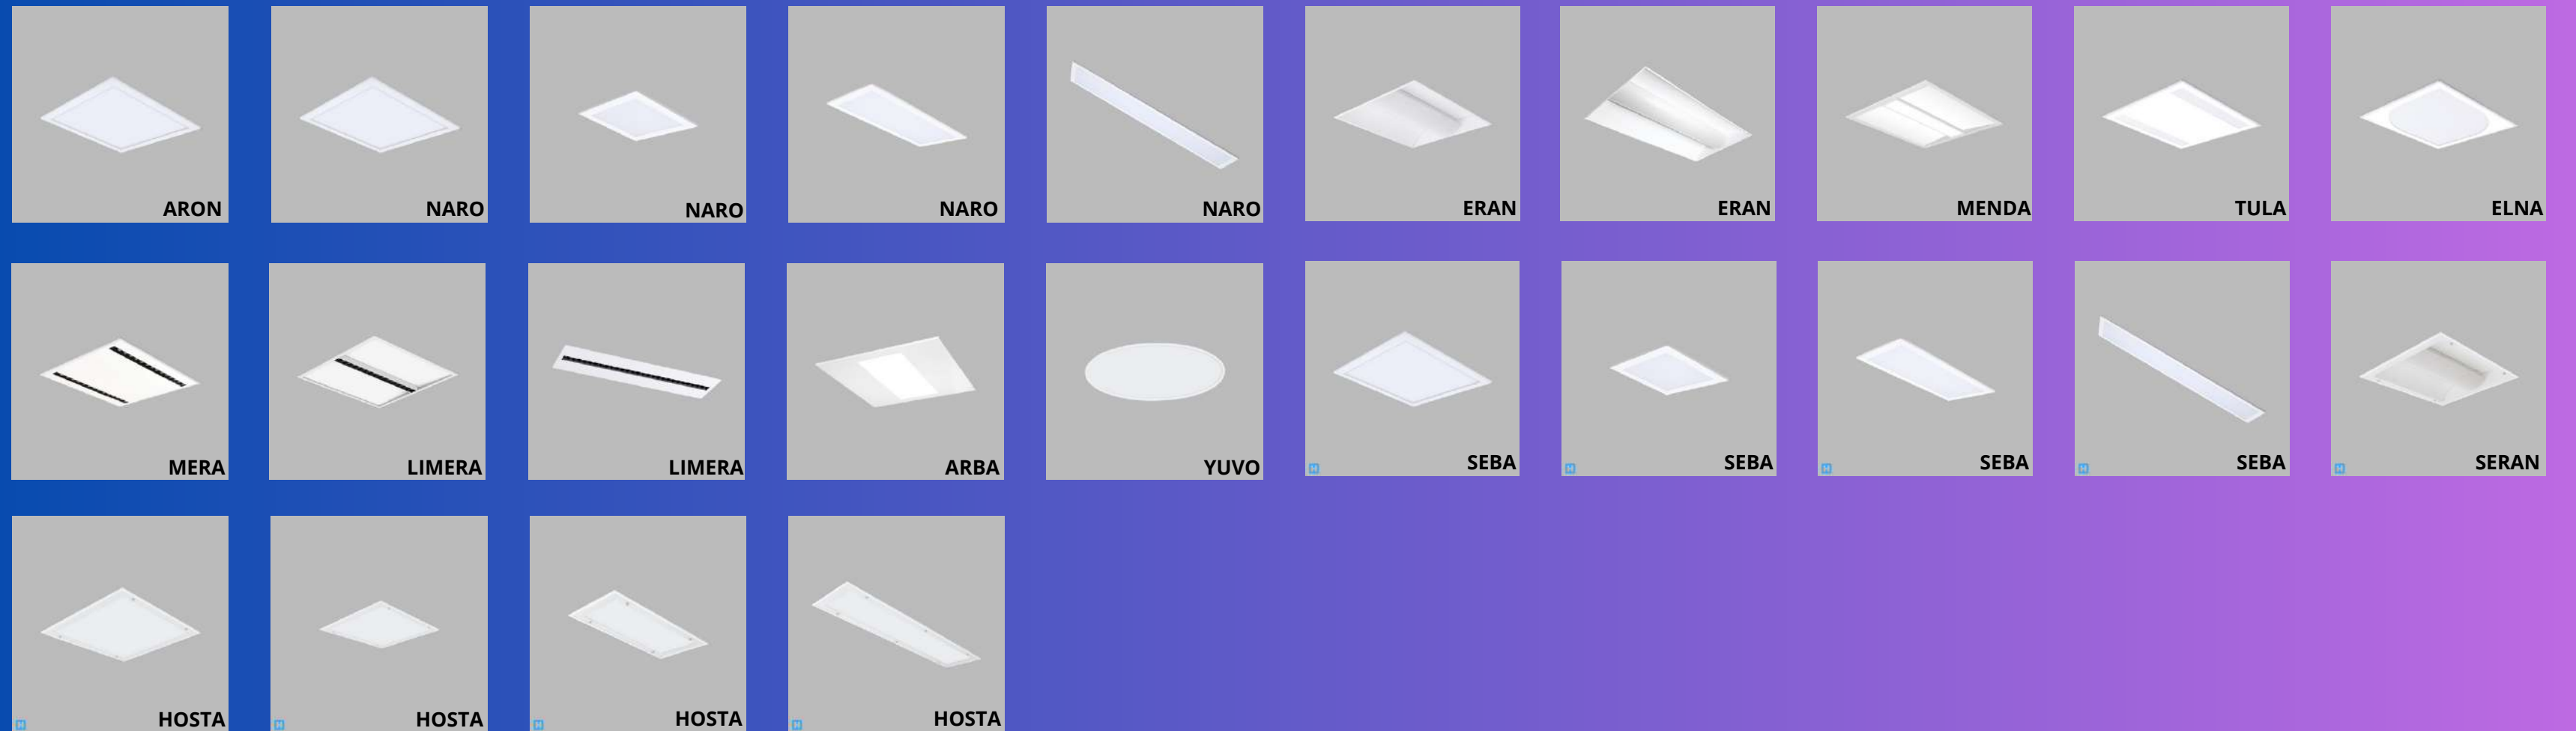 ARON
NARO
NARO
NARO
NARO
ERAN
ERAN
MENDA
TULA
ELNA
MERA
LIMERA
LIMERA
ARBA
YUVO
H SEBA
H SEBA
H SEBA
H SEBA
H SERAN
H HOSTA
H HOSTA
H HOSTA
H HOSTA